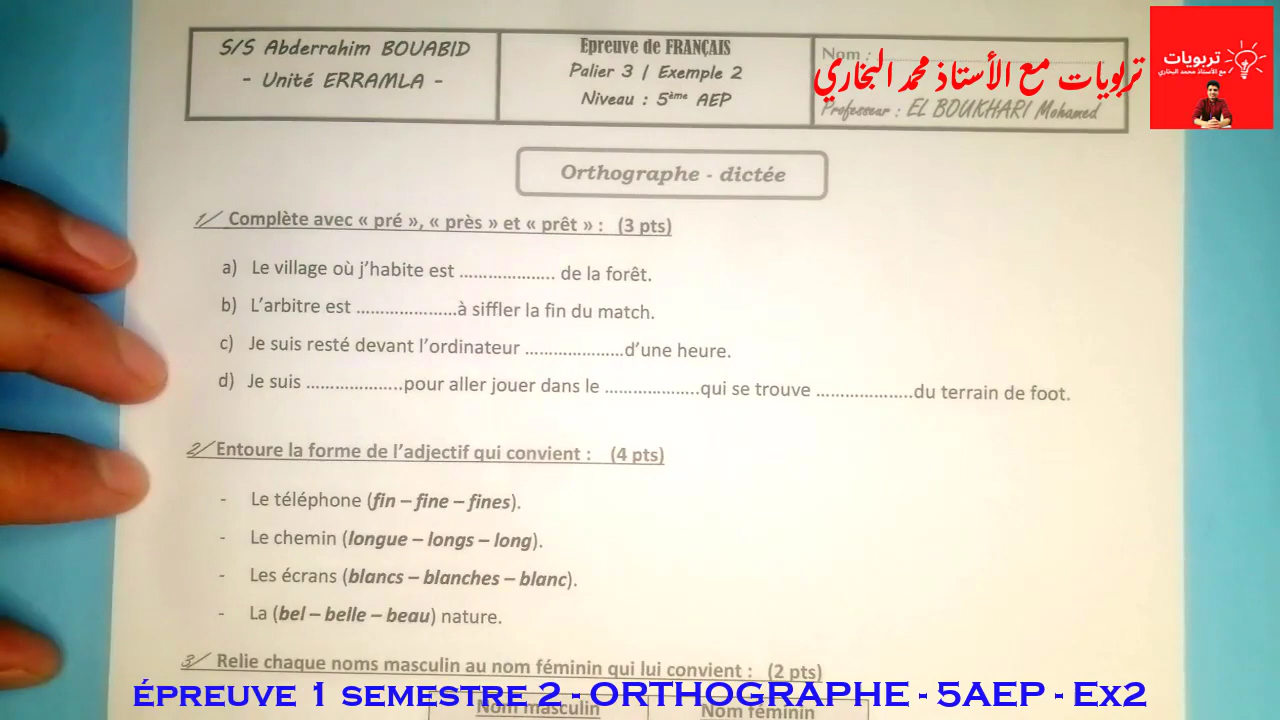 S/S Abderrahim BOUABID
- Unité ERRAMLA -
Epreuve de FRANÇAIS
Palier 3 / Exemple 2
Niveau : 5ème AEP
Nom : ..............................
تربويات مع الأستاذ محمد البخاري
Professeur : EL BOUKHARI Mohamed
تربويات
مع الأستاذ محمد البخاري
Orthographe - dictée
1/ Complète avec « pré », « près » et « prêt » : (3 pts)
a) Le village où j’habite est ..................... de la forêt.
b) L’arbitre est ......................à siffler la fin du match.
c) Je suis resté devant l’ordinateur .....................d’une heure.
d) Je suis .....................pour aller jouer dans le .....................qui se trouve .....................du terrain de foot.
2/ Entoure la forme de l’adjectif qui convient : (4 pts)
- Le téléphone (fin – fine – fines).
- Le chemin (longue – longs – long).
- Les écrans (blancs – blanches – blanc).
- La (bel – belle – beau) nature.
3/ Relie chaque noms masculin au nom féminin qui lui convient : (2 pts)
épreuve 1 semestre 2 - ORTHOGRAPHE - 5AEP - Ex2
Nom masculin Nom féminin